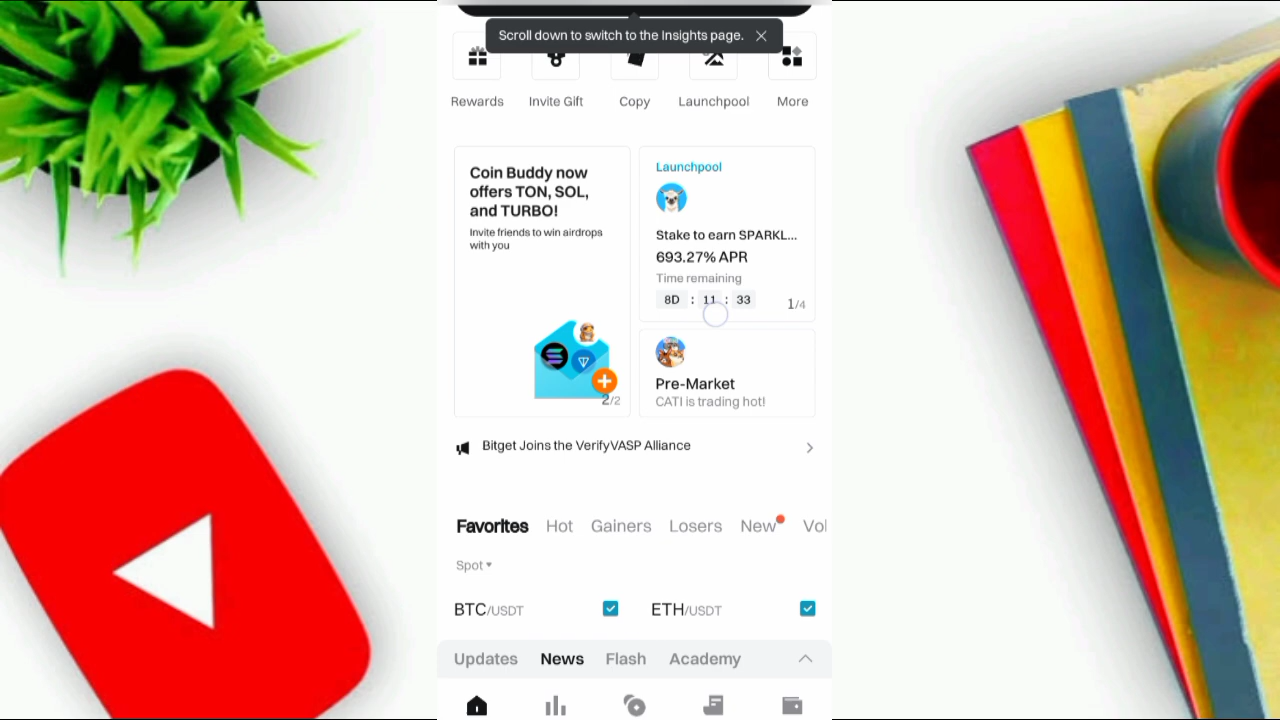 Scroll down to switch to the Insights page.
Rewards
Invite Gift
Copy
Launchpool
More
Coin Buddy now
offers TON, SOL,
and TURBO!
Invite friends to win airdrops
with you
2/2
Launchpool
Stake to earn SPARKL...
693.27% APR
Time remaining
8D : 11 : 33
1/4
Pre-Market
CATI is trading hot!
Bitget Joins the VerifyVASP Alliance
Favorites Hot Gainers Losers New Vol
Spot
BTC/USDT
ETH/USDT
Updates News Flash Academy